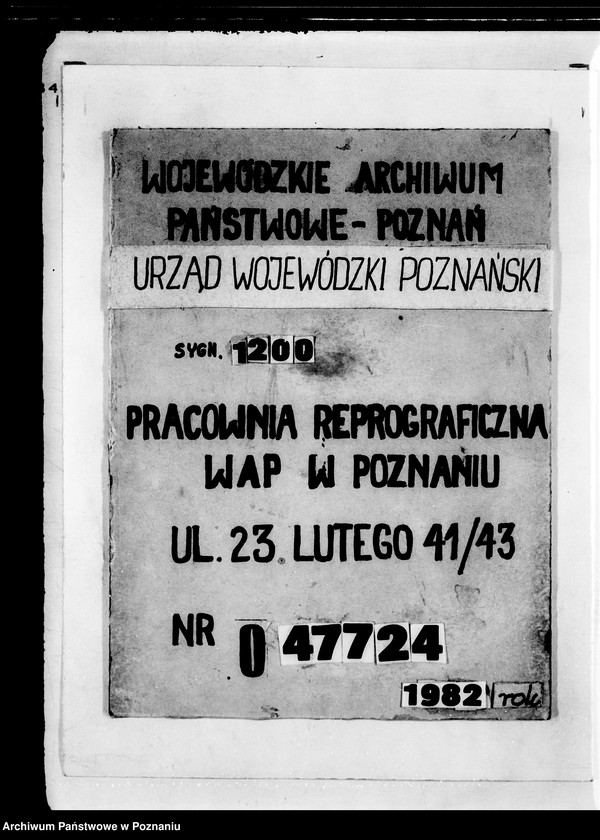 WOJEWÓDZKIE ARCHIWUM
PAŃSTWOWE - POZNAŃ
URZĄD WOJEWÓDZKI POZNAŃSKI
SYGN. 1200
PRACOWNIA REPROGRAFICZNA
WAP W POZNANIU
UL. 23 LUTEGO 41/43
NR 0 47724
1982 rok
Archiwum Państwowe w Poznaniu